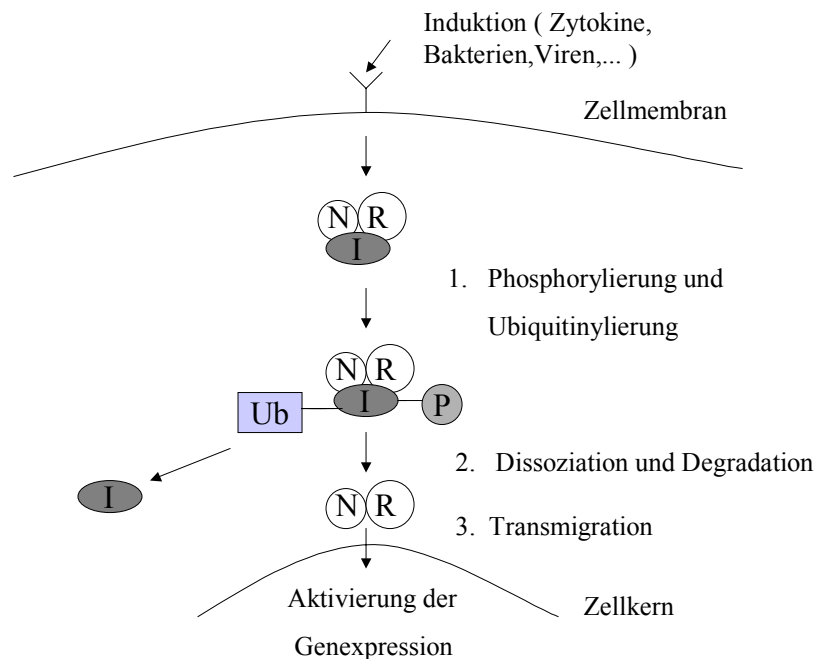 Induktion ( Zytokine,
Bakterien,Viren,... )
Zellmembran
N R
I
1. Phosphorylierung und
Ubiquitinylierung
N R
I
Ub
P
2. Dissoziation und Degradation
I
N R
3. Transmigration
Aktivierung der
Genexpression
Zellkern